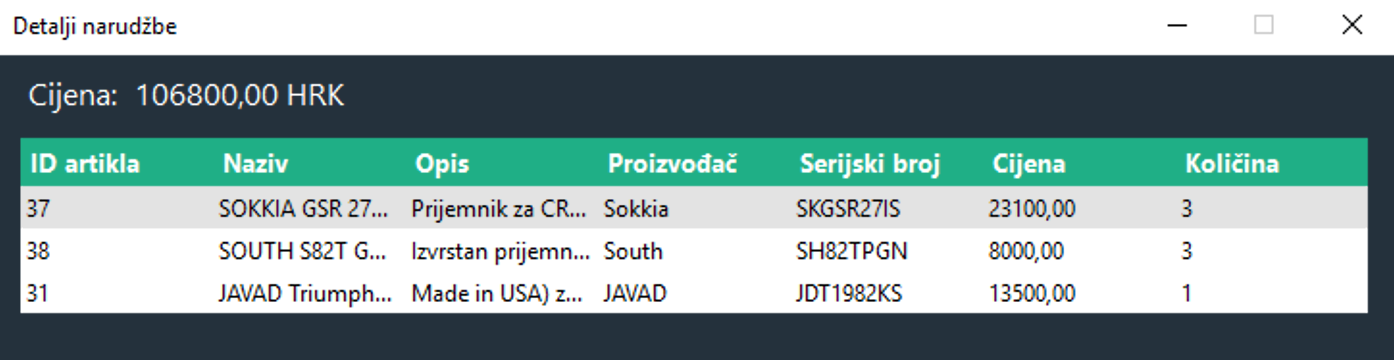 Detalji narudžbe
Cijena: 106800,00 HRK
ID artikla Naziv Opis Proizvođač Serijski broj Cijena Količina
37 SOKKIA GSR 27... Prijemnik za CR... Sokkia SKGSR27IS 23100,00 3
38 SOUTH S82T G... Izvrstan prijemn... South SH82TPGN 8000,00 3
31 JAVAD Triumph... Made in USA) z... JAVAD JDT1982KS 13500,00 1